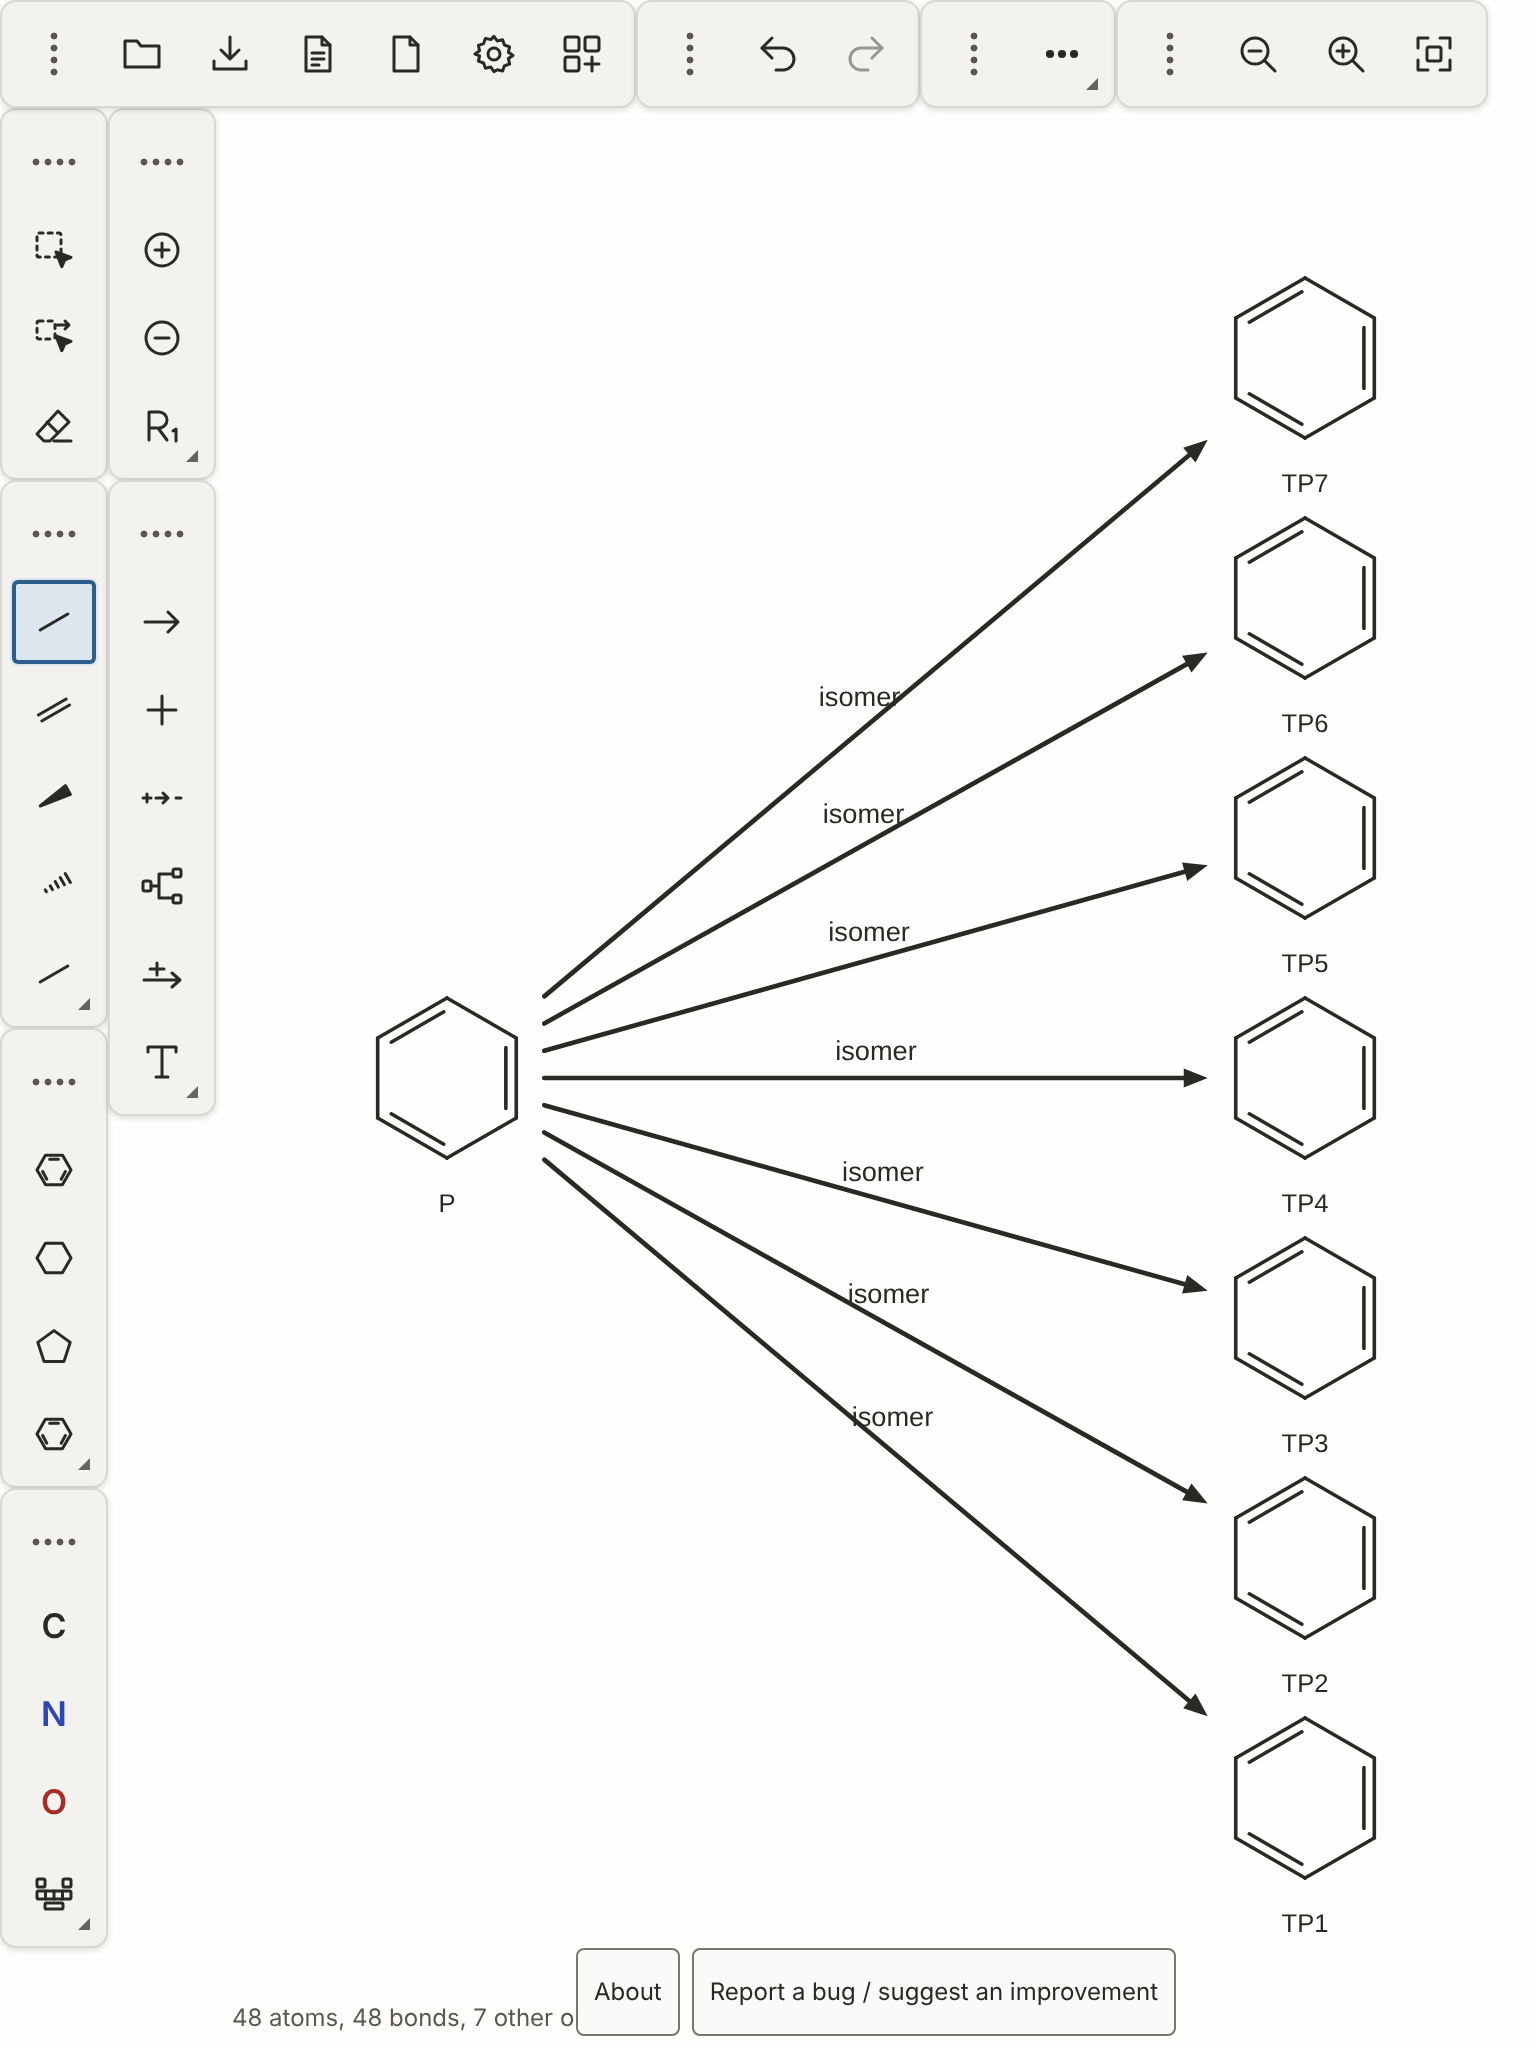 R1
T
TP7
isomer
TP6
isomer
TP5
isomer
isomer
P
TP4
isomer
isomer
TP3
isomer
TP2
C
N
O
TP1
About
Report a bug / suggest an improvement
48 atoms, 48 bonds, 7 other